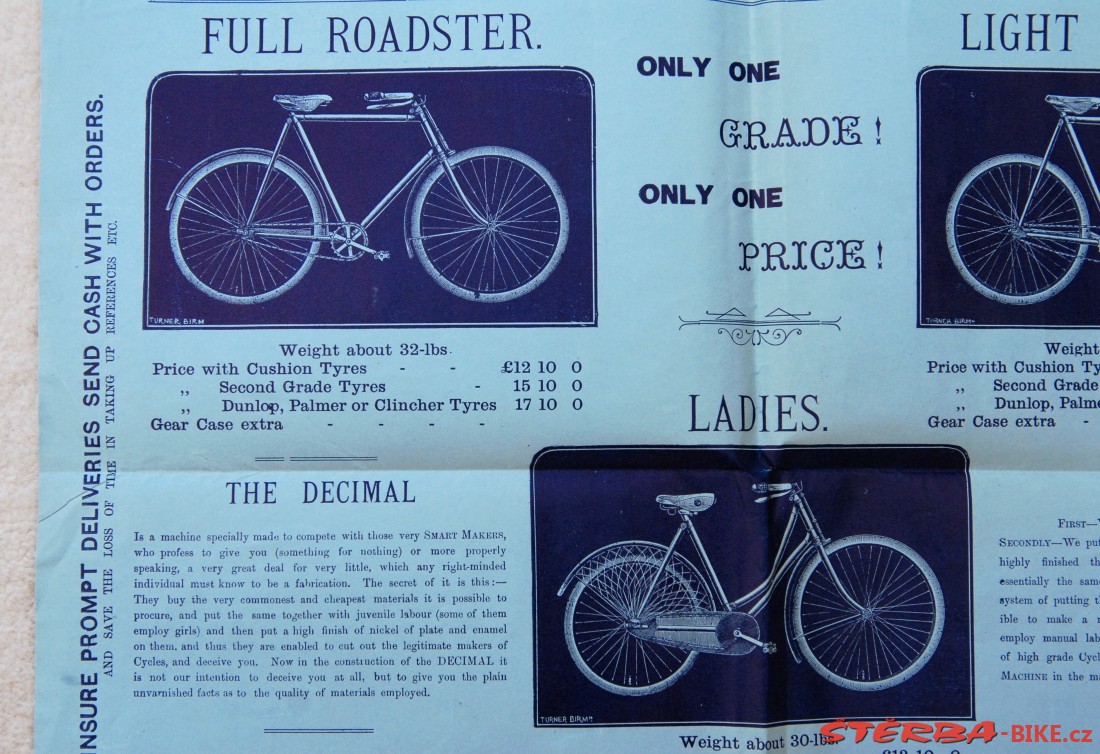 FULL ROADSTER.
TURNER BIRM
Weight about 32-lbs.
Price with Cushion Tyres - - £12 10 0
„ Second Grade Tyres - 15 10 0
„ Dunlop, Palmer or Clincher Tyres 17 10 0
Gear Case extra - - - -
ONLY ONE
GRADE!
ONLY ONE
PRICE!
LIGHT
TURNER BIRM
Weight
Price with Cushion Ty
„ Second Grade
„ Dunlop, Palme
Gear Case extra -
INSURE PROMPT DELIVERIES SEND CASH WITH ORDERS.
AND SAVE THE LOSS OF TIME IN TAKING UP REFERENCES ETC.
THE DECIMAL
Is a machine specially made to compete with those very SMART MAKERS,
who profess to give you (something for nothing) or more properly
speaking, a very great deal for very little, which any right-minded
individual must know to be a fabrication. The secret of it is this:—
They buy the very commonest and cheapest materials it is possible to
procure, and put the same together with juvenile labour (some of them
employ girls) and then put a high finish of nickel of plate and enamel
on them, and thus they are enabled to cut out the legitimate makers of
Cycles, and deceive you. Now in the construction of the DECIMAL it
is not our intention to deceive you at all, but to give you the plain
unvarnished facts as to the quality of materials employed.
LADIES.
TURNER BIRM
Weight about 30-lbs.
FIRST—
SECONDLY—We put
highly finished th
essentially the same
system of putting t
ible to make a
employ manual lab
of high grade Cycl
MACHINE in the ma
ŠTĚRBA-BIKE.cz